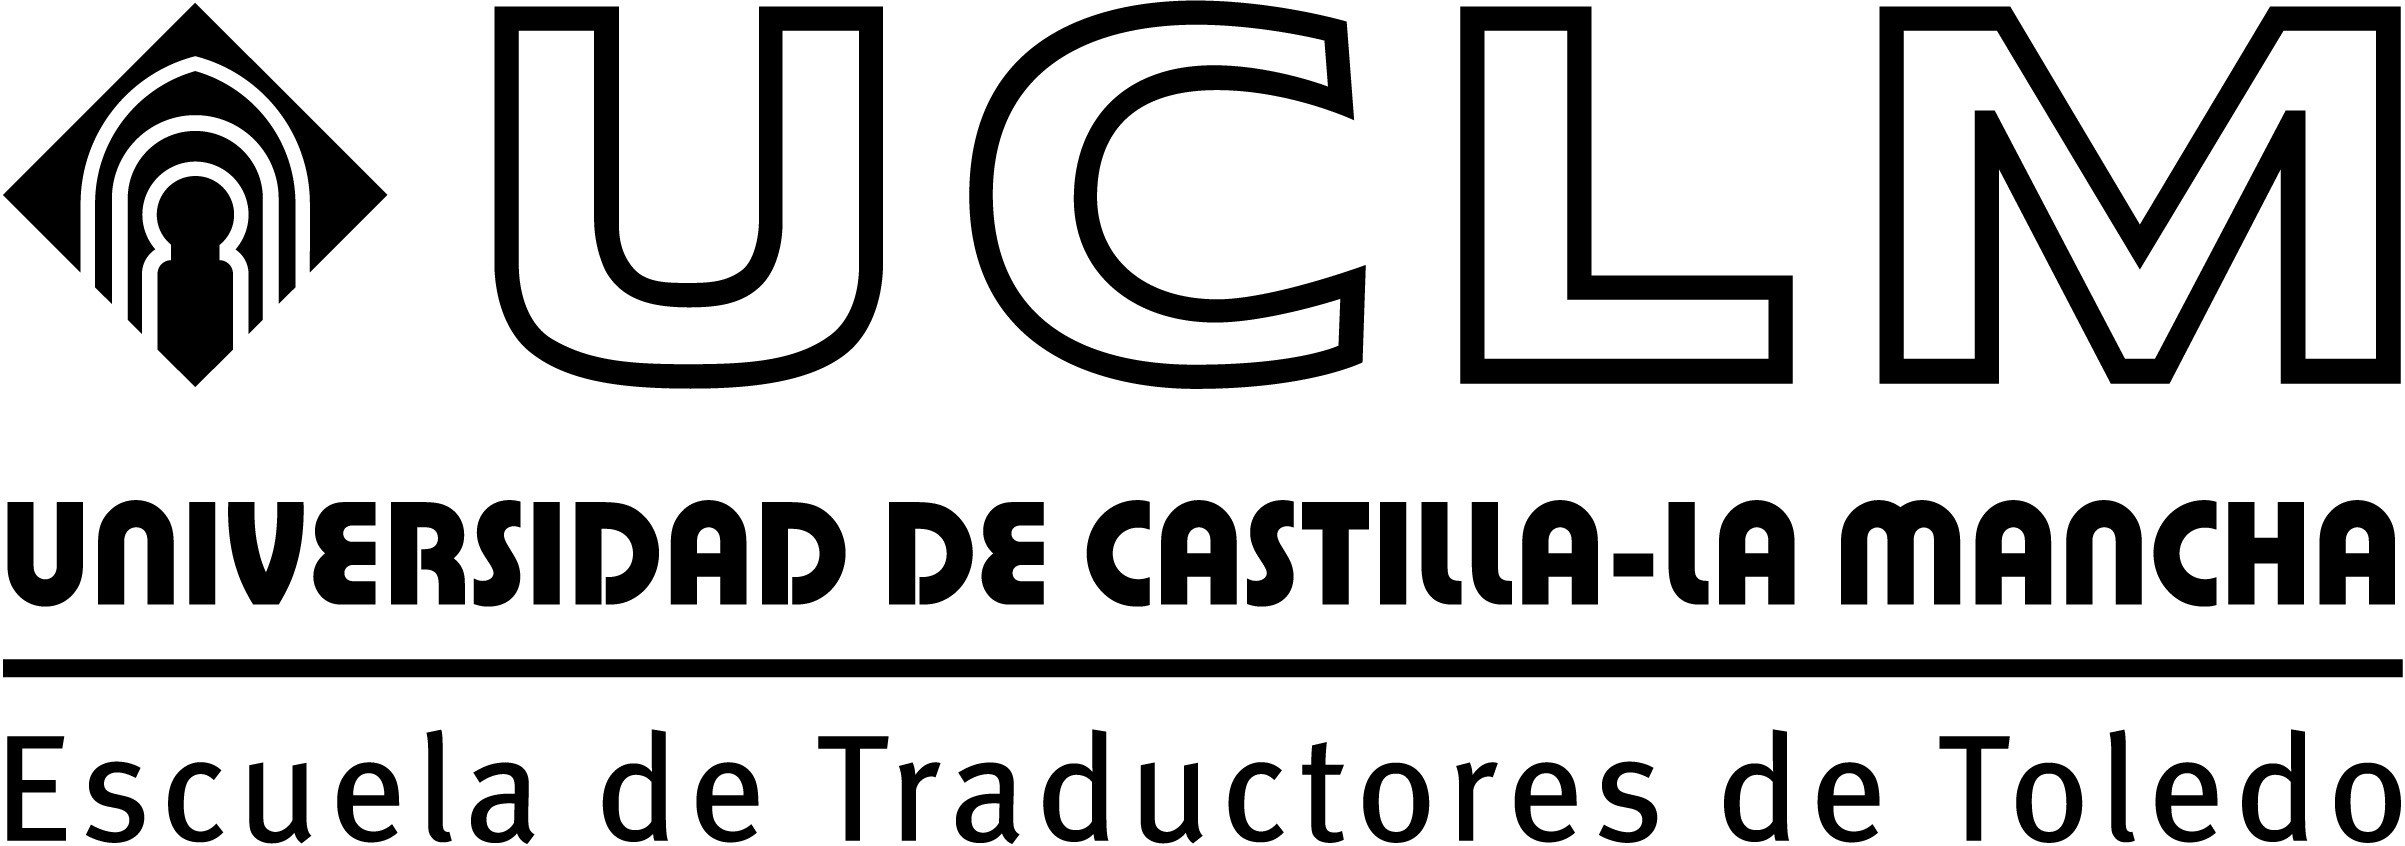 UCLM
UNIVERSIDAD DE CASTILLA-LA MANCHA
Escuela de Traductores de Toledo